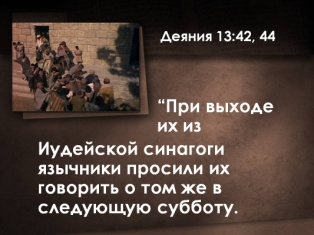 Деяния 13:42, 44
“При выходе
их из
Иудейской синагоги
язычники просили их
говорить о том же в
следующую субботу.